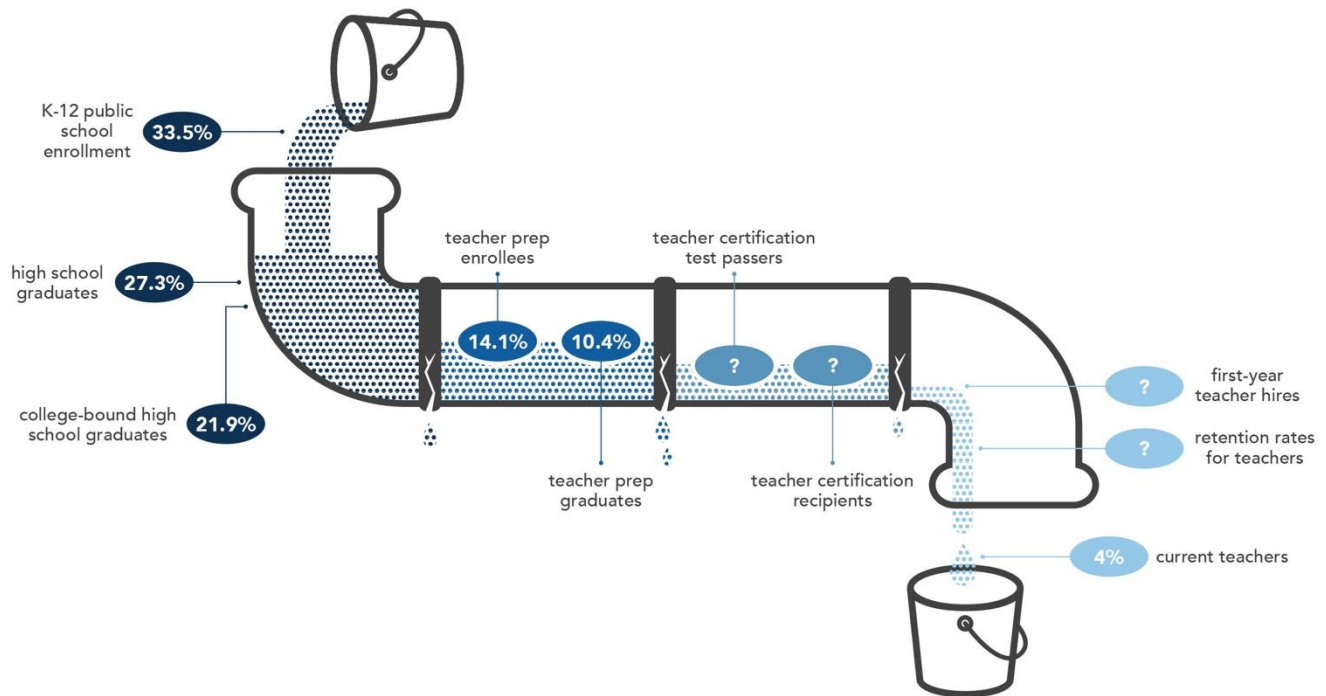 K-12 public
school
enrollment
33.5%
high school
graduates
27.3%
college-bound high
school graduates
21.9%
teacher prep
enrollees
14.1%
10.4%
teacher prep
graduates
teacher certification
test passers
?
?
teacher certification
recipients
?
first-year
teacher hires
?
retention rates
for teachers
4%
current teachers